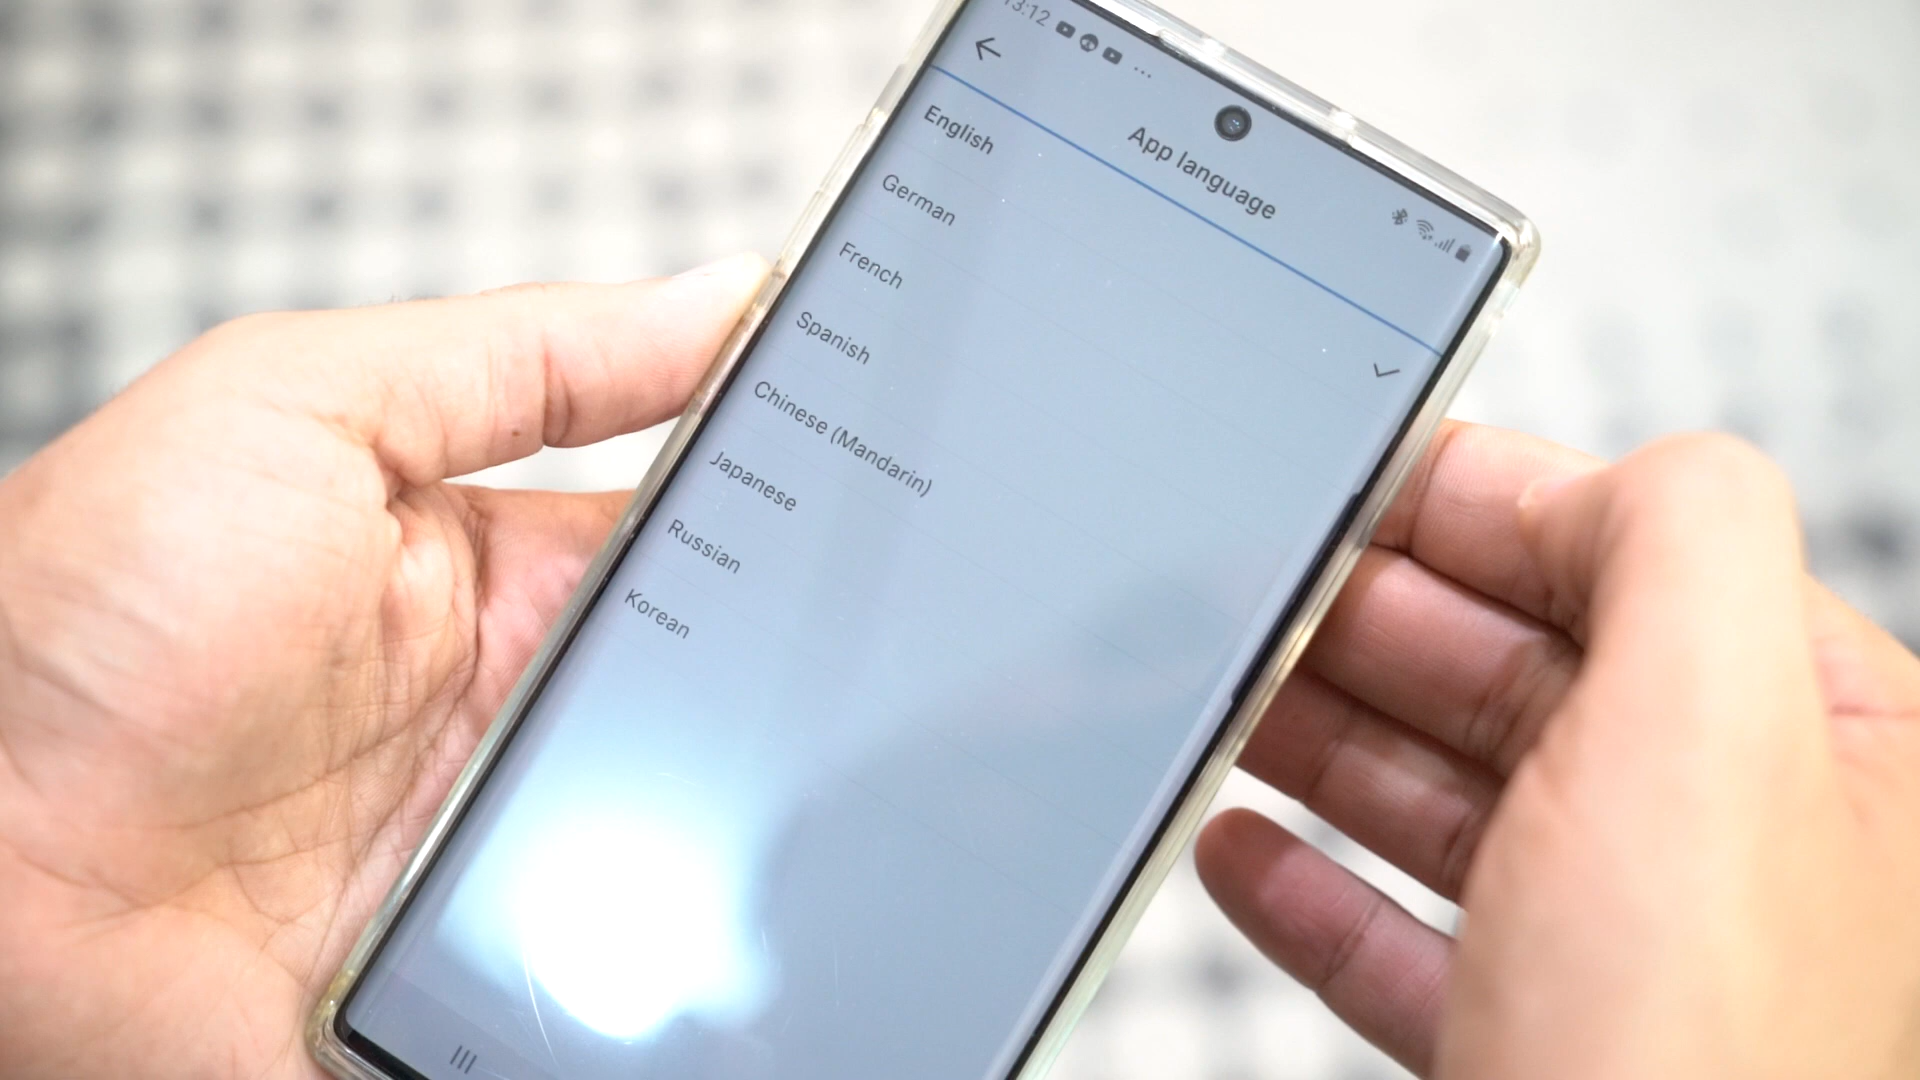 13:12
App language
English
German
French
Spanish
Chinese (Mandarin)
Japanese
Russian
Korean